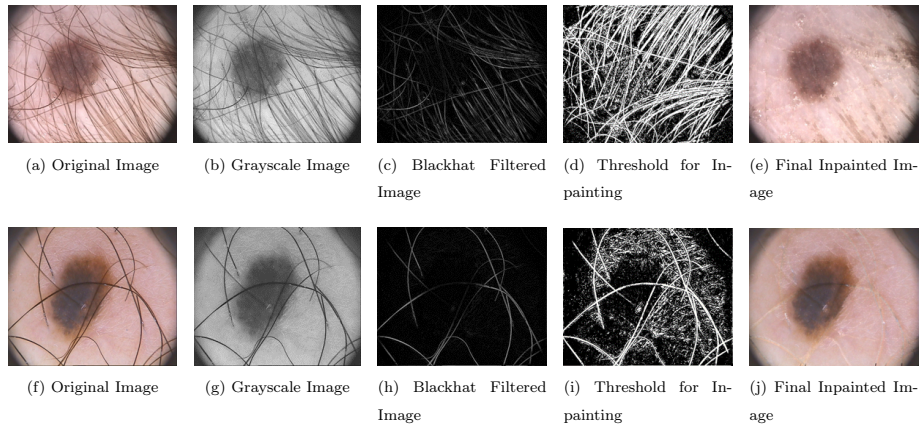 (a) Original Image
(b) Grayscale Image
(c) Blackhat Filtered
Image
(d) Threshold for In-
painting
(e) Final Inpainted Im-
age
(f) Original Image
(g) Grayscale Image
(h) Blackhat Filtered
Image
(i) Threshold for In-
painting
(j) Final Inpainted Im-
age